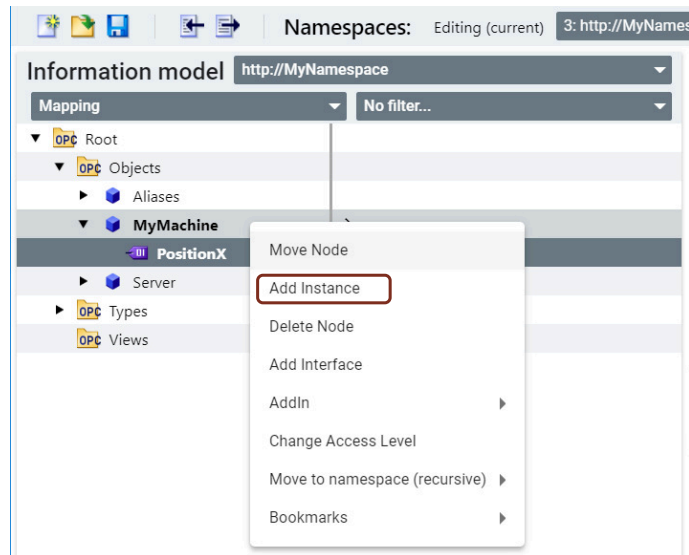 Namespaces: Editing (current) 3: http://MyNames
Information model http://MyNamespace
Mapping No filter...
OPC Root
OPC Objects
Aliases
MyMachine
01 PositionX
Server
OPC Types
OPC Views
Move Node
Add Instance
Delete Node
Add Interface
AddIn
Change Access Level
Move to namespace (recursive)
Bookmarks